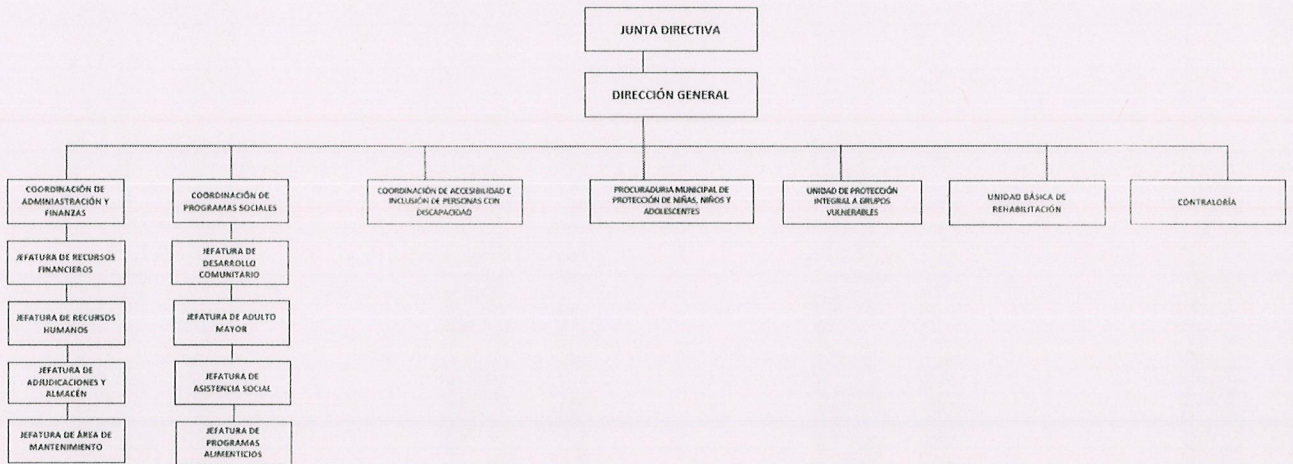 JUNTA DIRECTIVA
DIRECCIÓN GENERAL
COORDINACIÓN DE
ADMINIASTRACIÓN Y
FINANZAS
COORDINACIÓN DE
PROGRAMAS SOCIALES
COORDINACIÓN DE ACCESIBILIDAD E
INCLUSIÓN DE PERSONAS CON
DISCAPACIDAD
PROCURADURIA MUNICIPAL DE
PROTECCIÓN DE NIÑAS, NIÑOS Y
ADOLESCENTES
UNIDAD DE PROTECCIÓN
INTEGRAL A GRUPOS
VULNERABLES
UNIDAD BÁSICA DE
REHABILITACIÓN
CONTRALORÍA
JEFATURA DE RECURSOS
FINANCIEROS
JEFATURA DE
DESARROLLO
COMUNITARIO
JEFATURA DE RECURSOS
HUMANOS
JEFATURA DE ADULTO
MAYOR
JEFATURA DE
ADJUDICACIONES Y
ALMACÉN
JEFATURA DE
ASISTENCIA SOCIAL
JEFATURA DE ÁREA DE
MANTENIMIENTO
JEFATURA DE
PROGRAMAS
ALIMENTICIOS